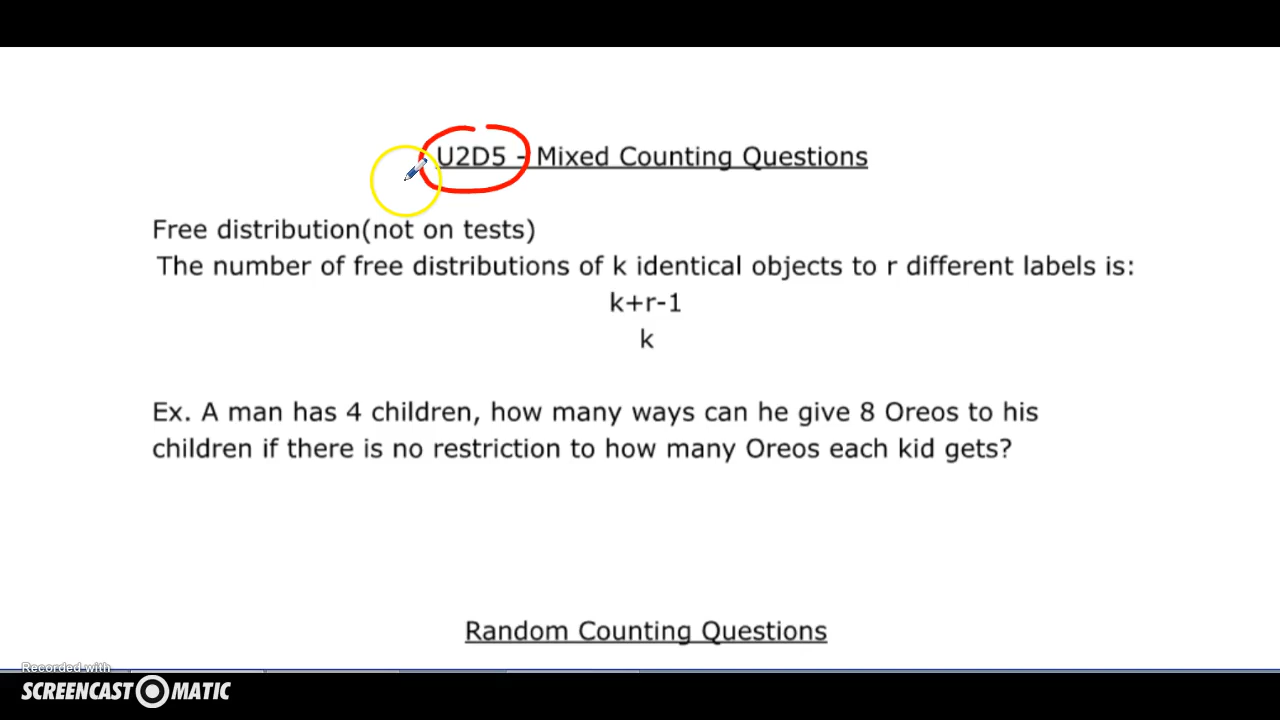 U2D5 - Mixed Counting Questions
Free distribution(not on tests)
The number of free distributions of k identical objects to r different labels is:
k+r-1
k
Ex. A man has 4 children, how many ways can he give 8 Oreos to his
children if there is no restriction to how many Oreos each kid gets?
Random Counting Questions
Recorded with
SCREENCAST MATIC